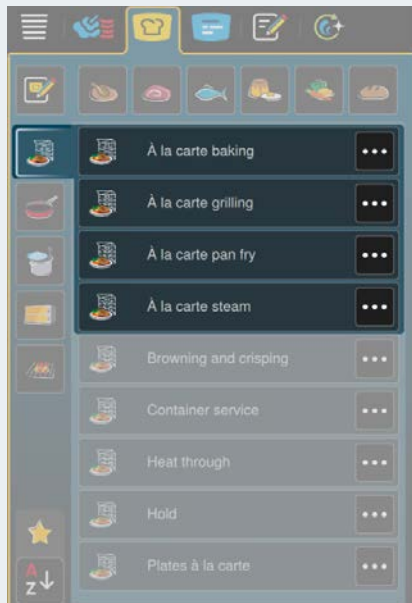 À la carte baking
À la carte grilling
À la carte pan fry
À la carte steam
Browning and crisping
Container service
Heat through
Hold
Plates à la carte
A
Z